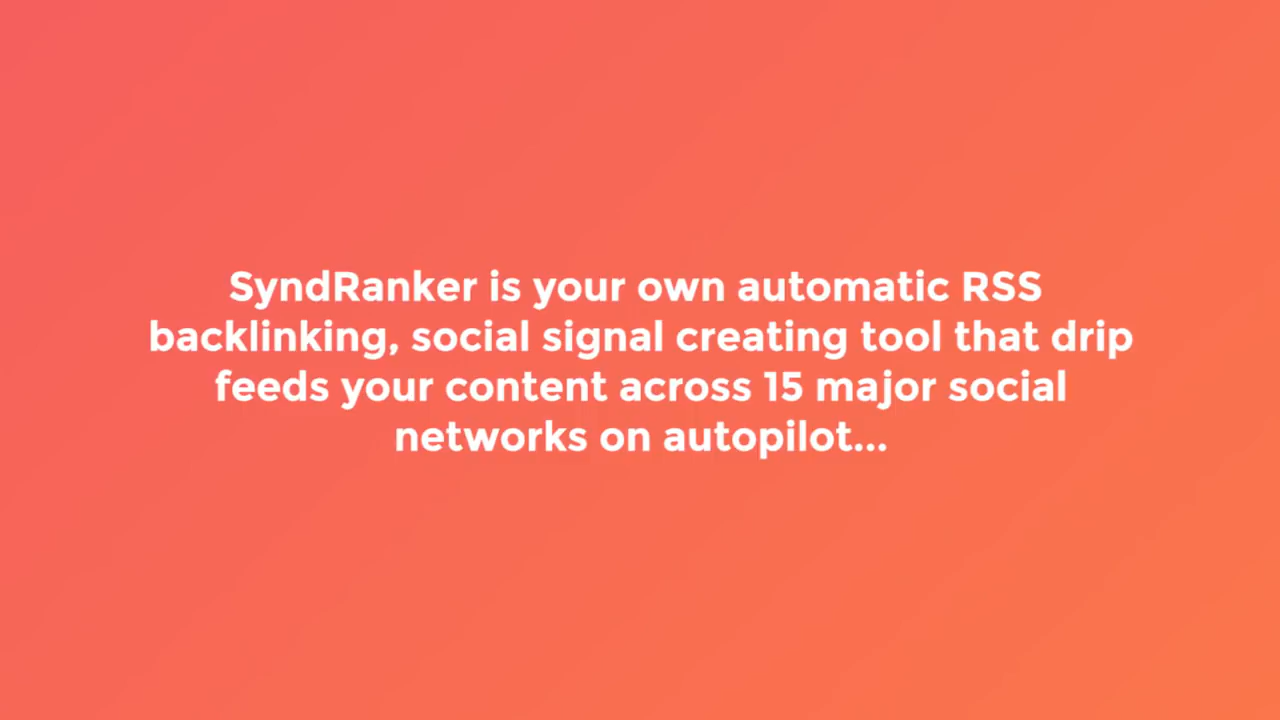 SyndRanker is your own automatic RSS
backlinking, social signal creating tool that drip
feeds your content across 15 major social
networks on autopilot...